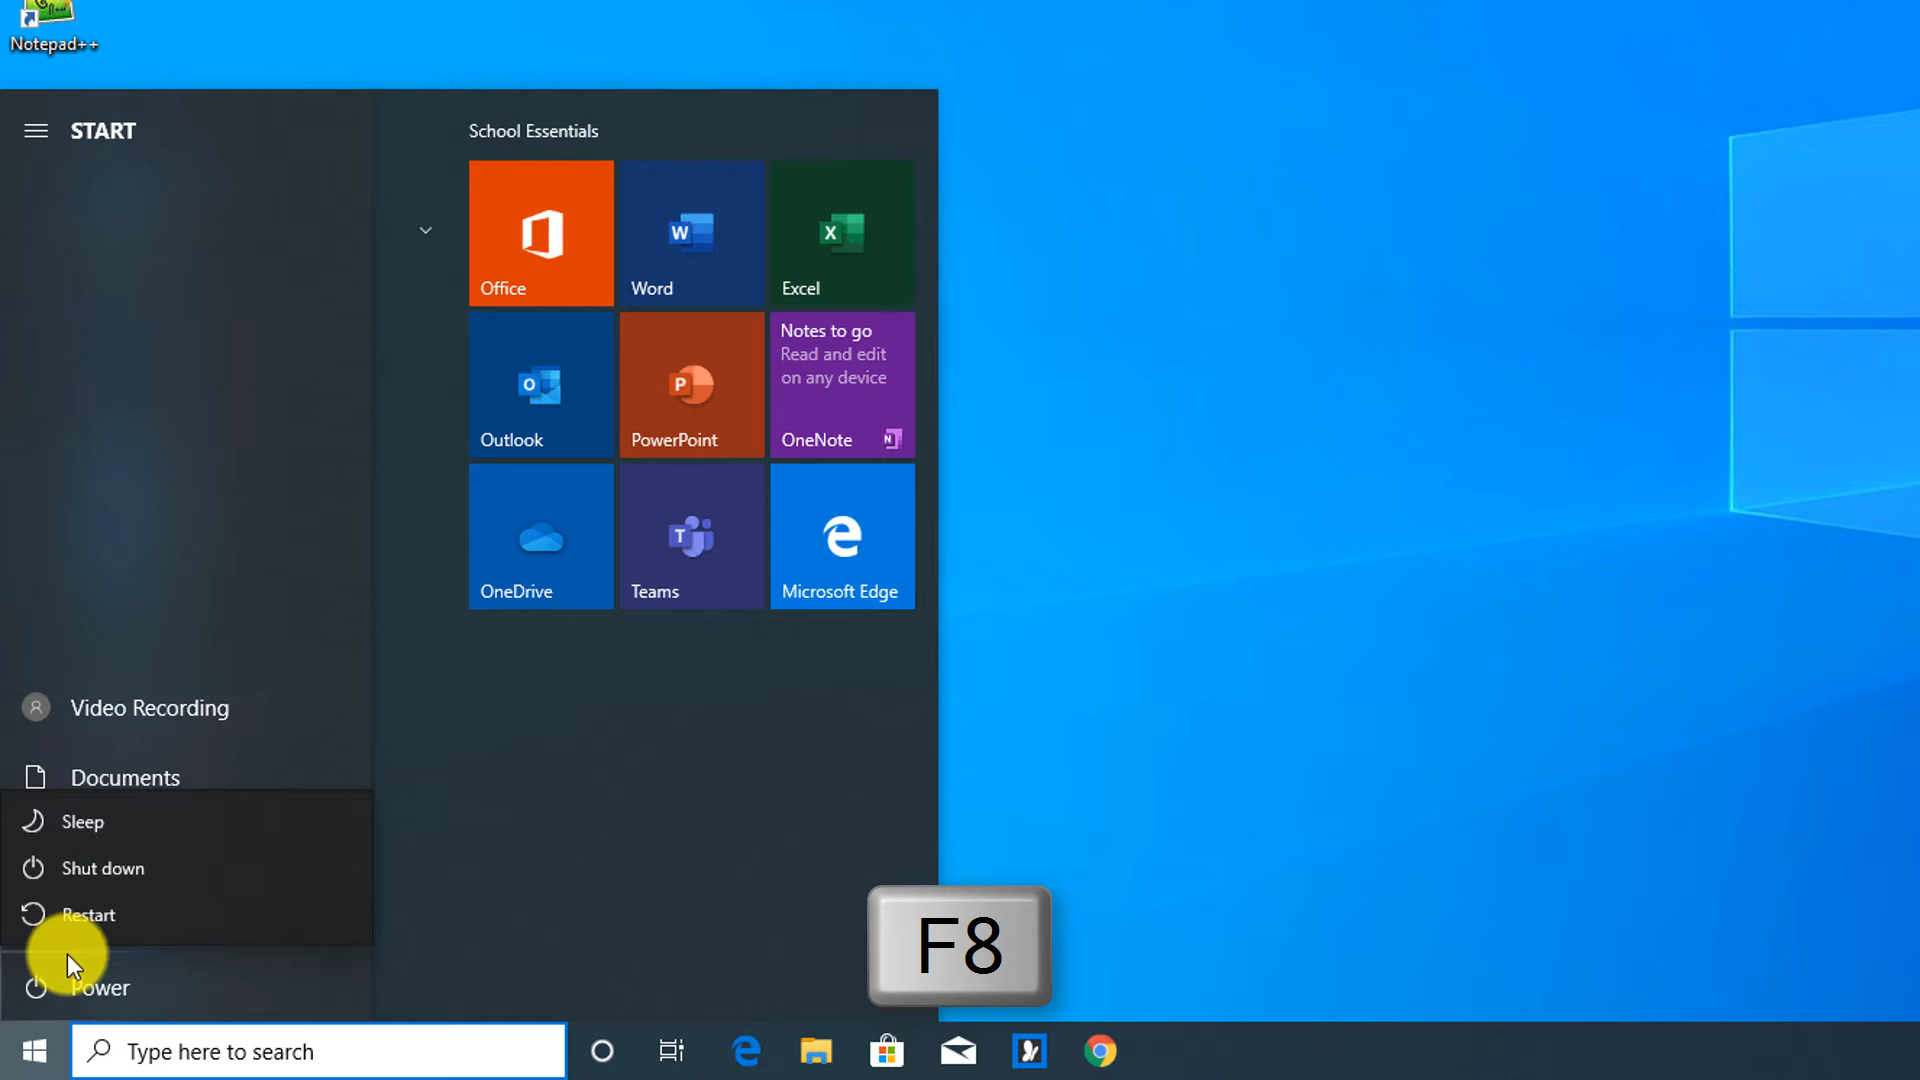 Notepad++
START
School Essentials
Office
Word
Excel
Outlook
PowerPoint
Notes to go
Read and edit
on any device
OneNote
OneDrive
Teams
Microsoft Edge
Video Recording
Documents
Sleep
Shut down
Restart
Power
F8
Type here to search